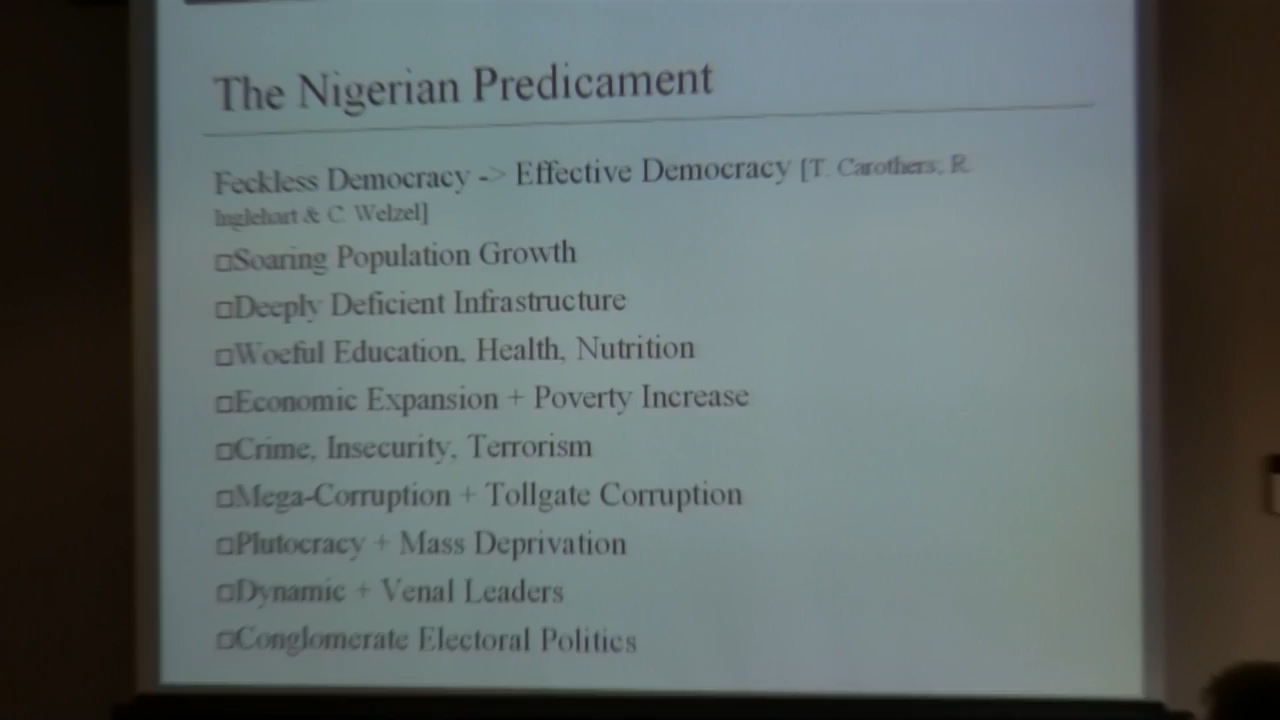 The Nigerian Predicament
Feckless Democracy -> Effective Democracy [T. Carothers; R.
Inglehart & C. Welzel]
□Soaring Population Growth
□Deeply Deficient Infrastructure
□Woeful Education, Health, Nutrition
□Economic Expansion + Poverty Increase
□Crime, Insecurity, Terrorism
□Mega-Corruption + Tollgate Corruption
□Plutocracy + Mass Deprivation
□Dynamic + Venal Leaders
□Conglomerate Electoral Politics